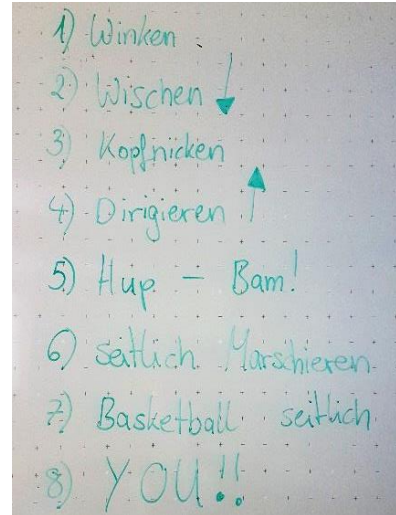 1) Winken
2) Wischen ↓
3) Kopfnicken
4) Dirigieren ↑
5) Hup - Bam!
6) seitlich Marschieren
7) Basketball seitlich
8) YOU!!